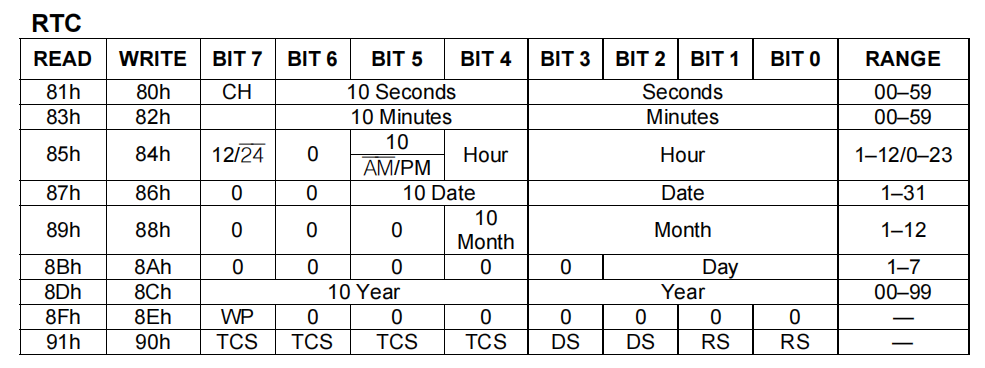 RTC
READ WRITE BIT 7 BIT 6 BIT 5 BIT 4 BIT 3 BIT 2 BIT 1 BIT 0 RANGE
81h 80h CH 10 Seconds Seconds 00–59
83h 82h 10 Minutes Minutes 00–59
85h 84h 12/2̅4̅ 0 10 A̅M̅/PM Hour Hour 1–12/0–23
87h 86h 0 0 10 Date Date 1–31
89h 88h 0 0 0 10 Month Month 1–12
8Bh 8Ah 0 0 0 0 0 Day 1–7
8Dh 8Ch 10 Year Year 00–99
8Fh 8Eh WP 0 0 0 0 0 0 0 —
91h 90h TCS TCS TCS TCS DS DS RS RS —